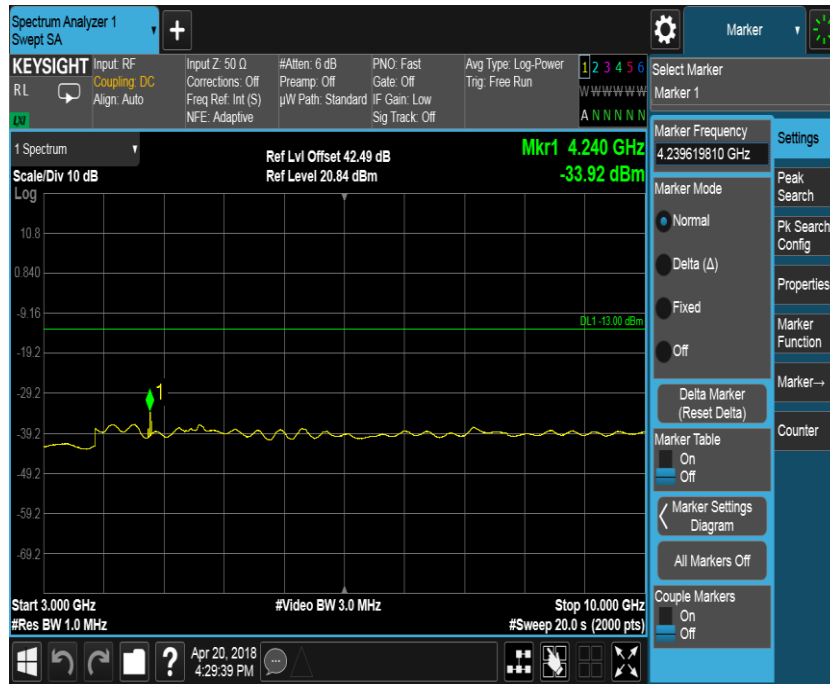 Spectrum Analyzer 1
Swept SA
+
Marker
KEYSIGHT
RL
LXI
Input: RF
Coupling: DC
Align: Auto
Input Z: 50 Ω
Corrections: Off
Freq Ref: Int (S)
NFE: Adaptive
#Atten: 6 dB
Preamp: Off
µW Path: Standard
PNO: Fast
Gate: Off
IF Gain: Low
Sig Track: Off
Avg Type: Log-Power
Trig: Free Run
1 2 3 4 5 6
W W W W W W
A N N N N N
Select Marker
Marker 1
1 Spectrum
Scale/Div 10 dB
Log
Ref Lvl Offset 42.49 dB
Ref Level 20.84 dBm
Mkr1 4.240 GHz
-33.92 dBm
10.8
0.840
-9.16
-19.2
-29.2
-39.2
-49.2
-59.2
-69.2
DL1 -13.00 dBm
1
Start 3.000 GHz
#Res BW 1.0 MHz
#Video BW 3.0 MHz
Stop 10.000 GHz
#Sweep 20.0 s (2000 pts)
Marker Frequency
4.239619810 GHz
Marker Mode
Normal
Delta (Δ)
Fixed
Off
Delta Marker
(Reset Delta)
Marker Table
On
Off
Marker Settings
Diagram
All Markers Off
Couple Markers
On
Off
Settings
Peak
Search
Pk Search
Config
Properties
Marker
Function
Marker→
Counter
?
Apr 20, 2018
4:29:39 PM